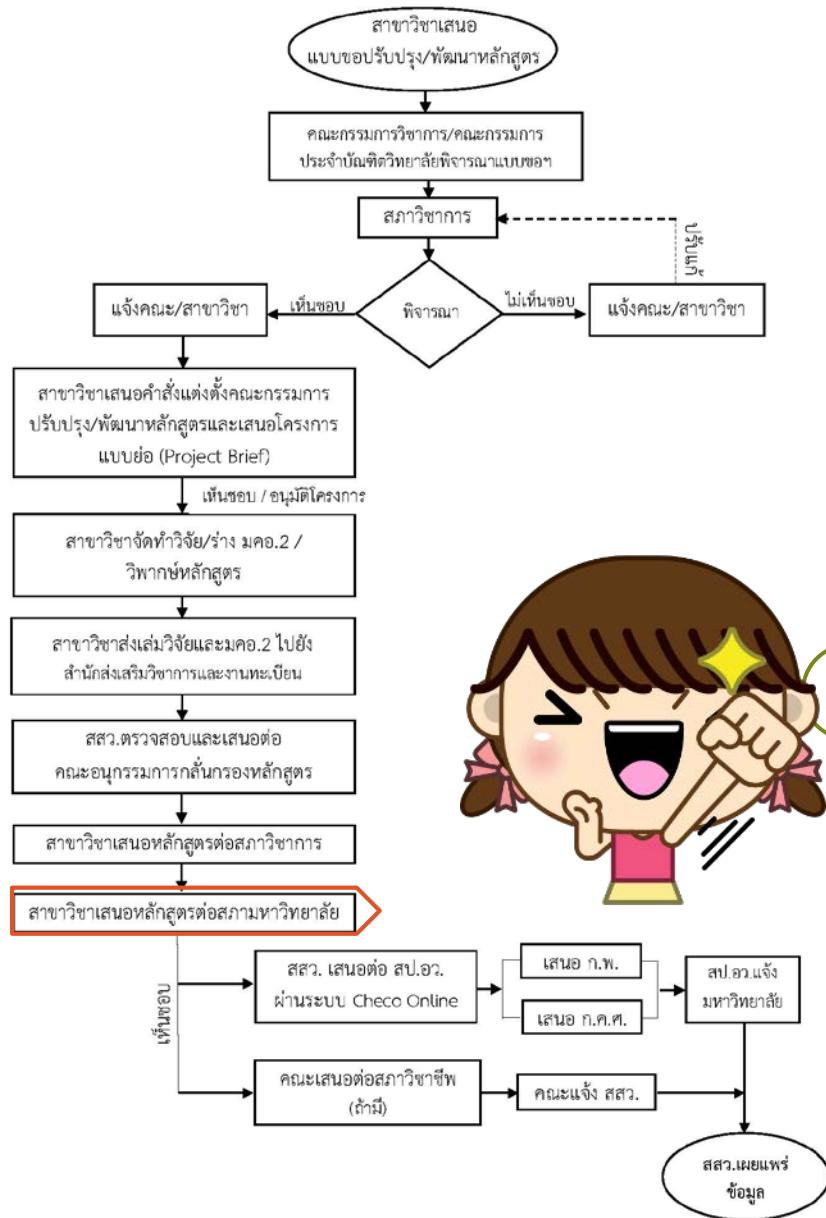 สาขาวิชาเสนอ
แบบขอปรับปรุง/พัฒนาหลักสูตร
คณะกรรมการวิชาการ/คณะกรรมการ
ประจำบัณฑิตวิทยาลัยพิจารณาแบบขอฯ
สภาวิชาการ
ปรับแก้
แจ้งคณะ/สาขาวิชา
เห็นชอบ
พิจารณา
ไม่เห็นชอบ
แจ้งคณะ/สาขาวิชา
สาขาวิชาเสนอคำสั่งแต่งตั้งคณะกรรมการ
ปรับปรุง/พัฒนาหลักสูตรและเสนอโครงการ
แบบย่อ (Project Brief)
เห็นชอบ / อนุมัติโครงการ
สาขาวิชาจัดทำวิจัย/ร่าง มคอ.2 /
วิพากษ์หลักสูตร
สาขาวิชาส่งเล่มวิจัยและมคอ.2 ไปยัง
สำนักส่งเสริมวิชาการและงานทะเบียน
สสว.ตรวจสอบและเสนอต่อ
คณะอนุกรรมการกลั่นกรองหลักสูตร
สาขาวิชาเสนอหลักสูตรต่อสภาวิชาการ
สาขาวิชาเสนอหลักสูตรต่อสภามหาวิทยาลัย
เห็นชอบ
สสว. เสนอต่อ สป.อว.
ผ่านระบบ Checo Online
เสนอ ก.พ.
เสนอ ก.ค.ศ.
สป.อว.แจ้ง
มหาวิทยาลัย
คณะเสนอต่อสภาวิชาชีพ
(ถ้ามี)
คณะแจ้ง สสว.
สสว.เผยแพร่
ข้อมูล